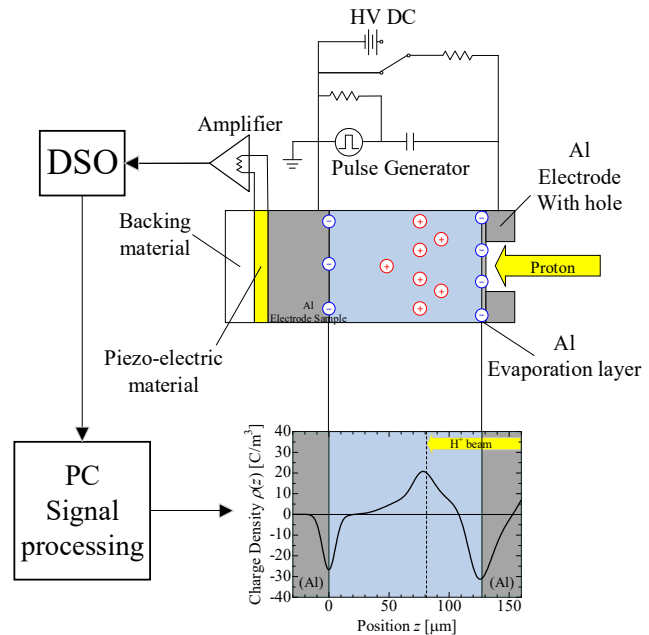 HV DC
Amplifier
DSO
Pulse Generator
Al
Electrode
With hole
Backing
material
+
+
+
+
+
+
+
−
−
−
−
−
−
−
Proton
Al
Electrode Sample
Piezo-electric
material
Al
Evaporation layer
PC
Signal
processing
Charge Density ρ(z) [C/m³]
40
30
20
10
0
-10
-20
-30
-40
H⁺ beam
(Al)
(Al)
0
50
100
150
Position z [μm]